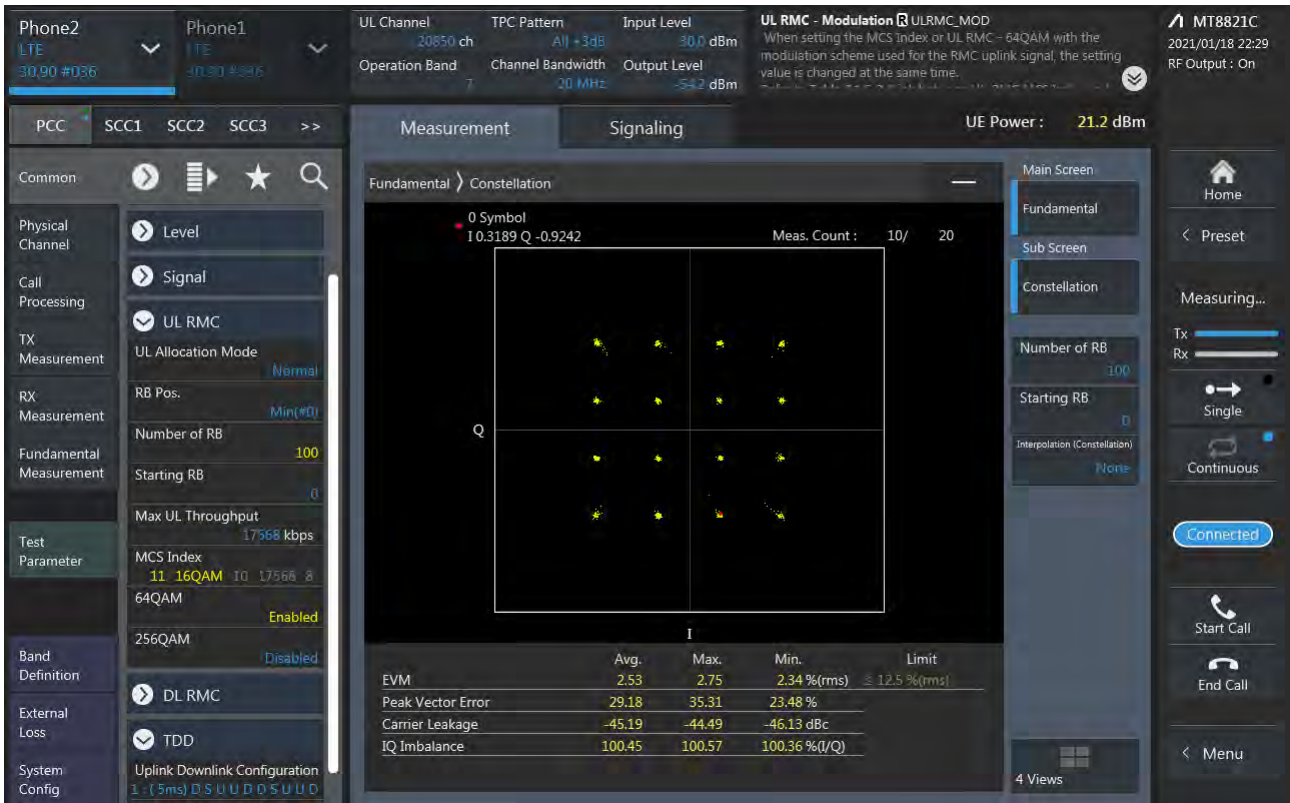 Phone2
LTE
30.90 #036
Phone1
LTE
30.90 #036
UL Channel
20850 ch
Operation Band
7
TPC Pattern
All +3dB
Channel Bandwidth
20 MHz
Input Level
30.0 dBm
Output Level
-54.2 dBm
UL RMC - Modulation R ULRMC_MOD
When setting the MCS Index or UL RMC - 64QAM with the
modulation scheme used for the RMC uplink signal, the setting
value is changed at the same time.
MT8821C
2021/01/18 22:29
RF Output : On
PCC SCC1 SCC2 SCC3 >>
Measurement Signaling
UE Power : 21.2 dBm
Common
Physical
Channel
Call
Processing
TX
Measurement
RX
Measurement
Fundamental
Measurement
Test
Parameter
Band
Definition
External
Loss
System
Config
Level
Signal
UL RMC
UL Allocation Mode
Normal
RB Pos.
Min(#0)
Number of RB
100
Starting RB
0
Max UL Throughput
17568 kbps
MCS Index
11 16QAM 10 17568 8
64QAM
Enabled
256QAM
Disabled
DL RMC
TDD
Uplink Downlink Configuration
1 : ( 5ms) D S U U D D S U U D
Fundamental 〉 Constellation
0 Symbol
I 0.3189 Q -0.9242
Meas. Count : 10/ 20
Q
I
Avg. Max. Min. Limit
EVM 2.53 2.75 2.34 %(rms) ≦ 12.5 %(rms)
Peak Vector Error 29.18 35.31 23.48 %
Carrier Leakage -45.19 -44.49 -46.13 dBc
IQ Imbalance 100.45 100.57 100.36 %(I/Q)
Main Screen
Fundamental
Sub Screen
Constellation
Number of RB
100
Starting RB
0
Interpolation (Constellation)
None
4 Views
Home
< Preset
Measuring...
Tx
Rx
Single
Continuous
Connected
Start Call
End Call
< Menu